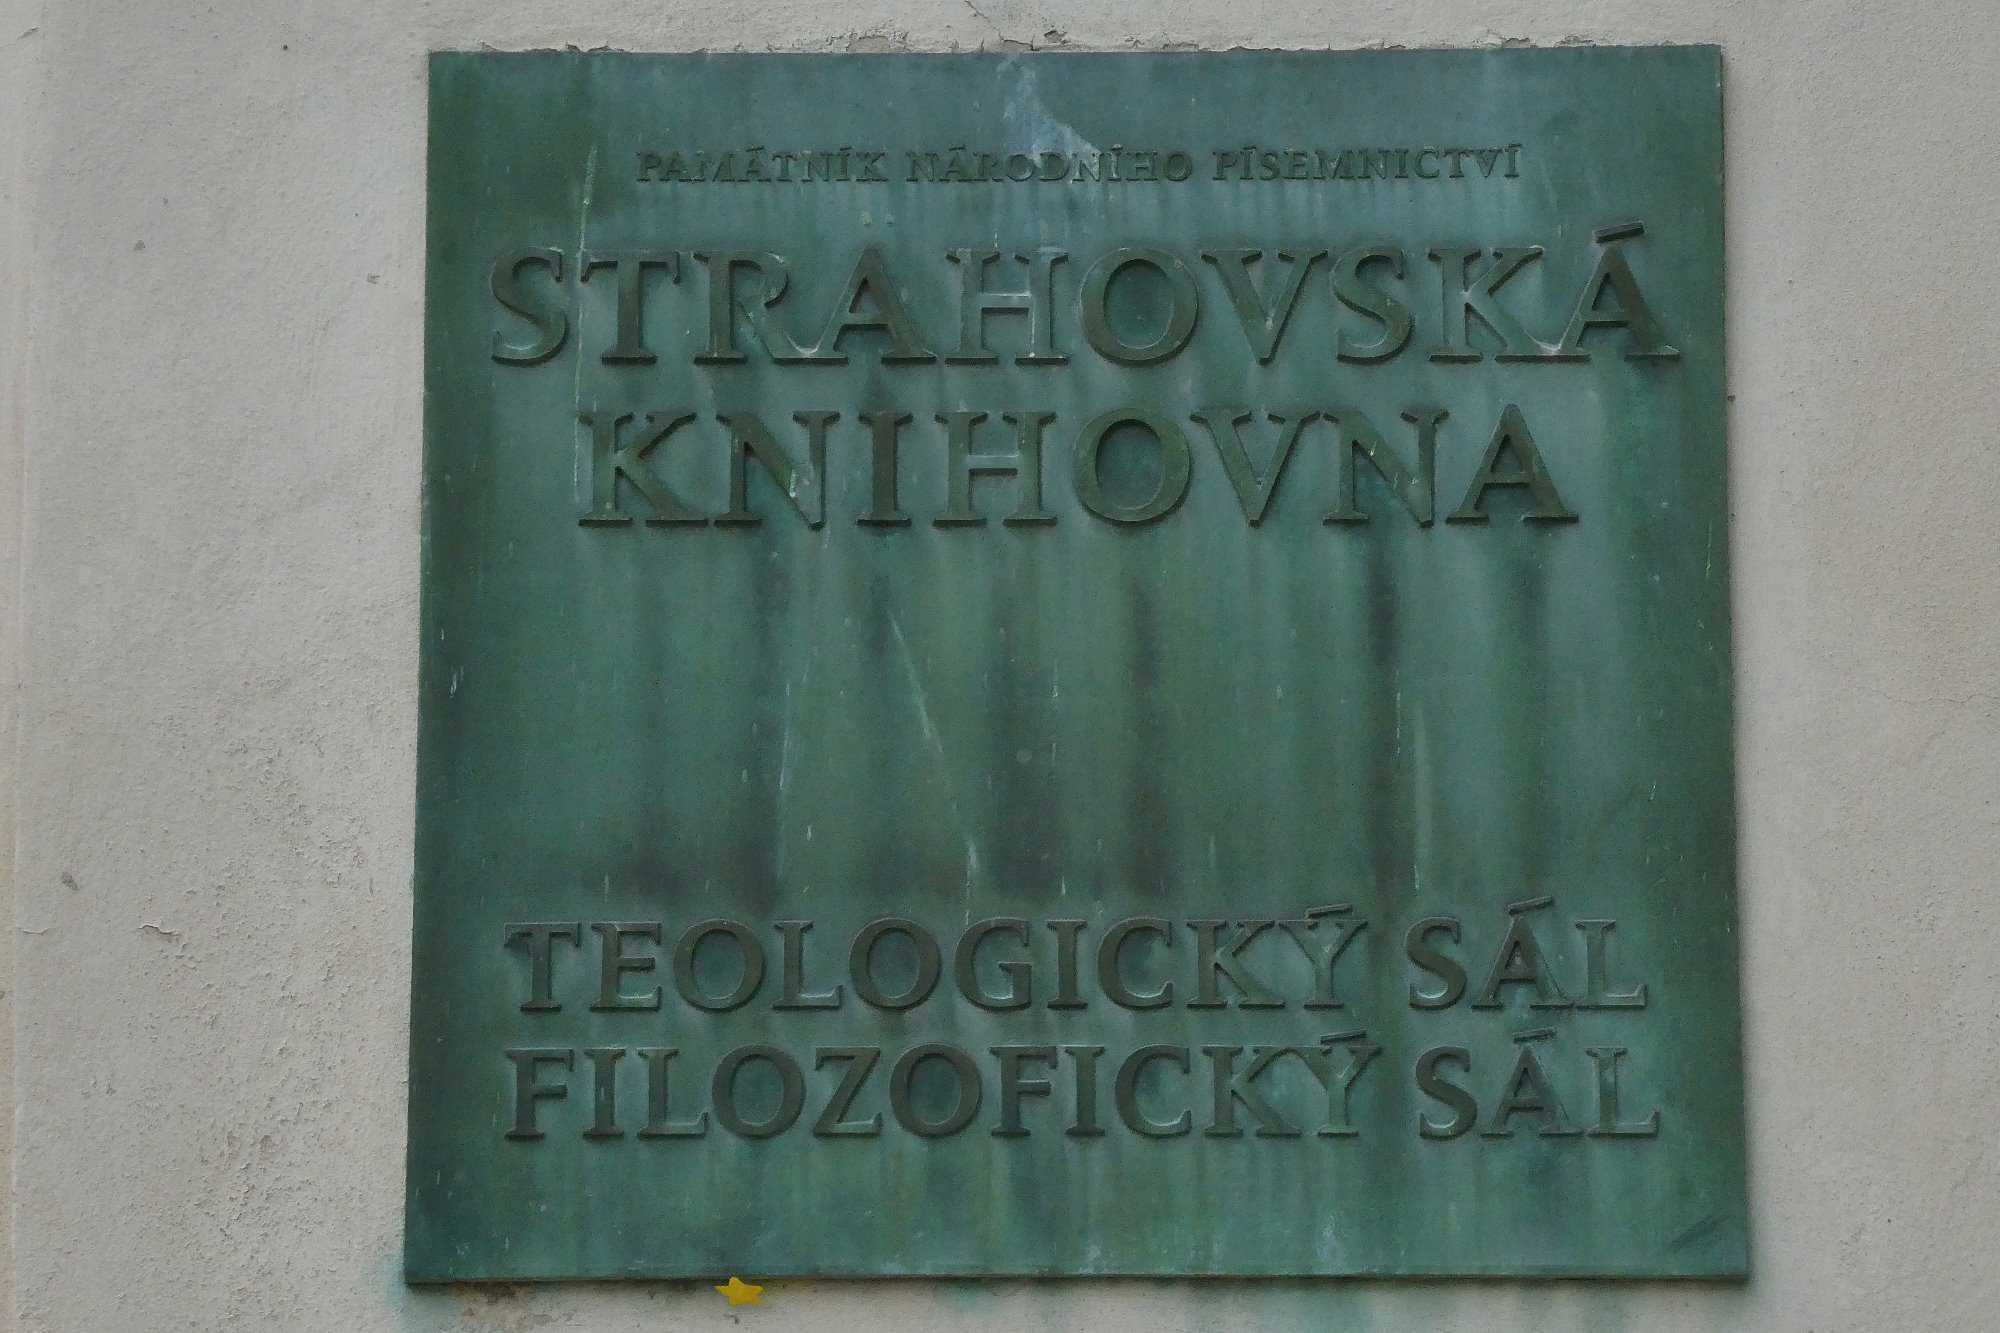 PAMÁTNÍK NÁRODNÍHO PÍSEMNICTVÍ
STRAHOVSKÁ
KNIHOVNA
TEOLOGICKÝ SÁL
FILOZOFICKÝ SÁL